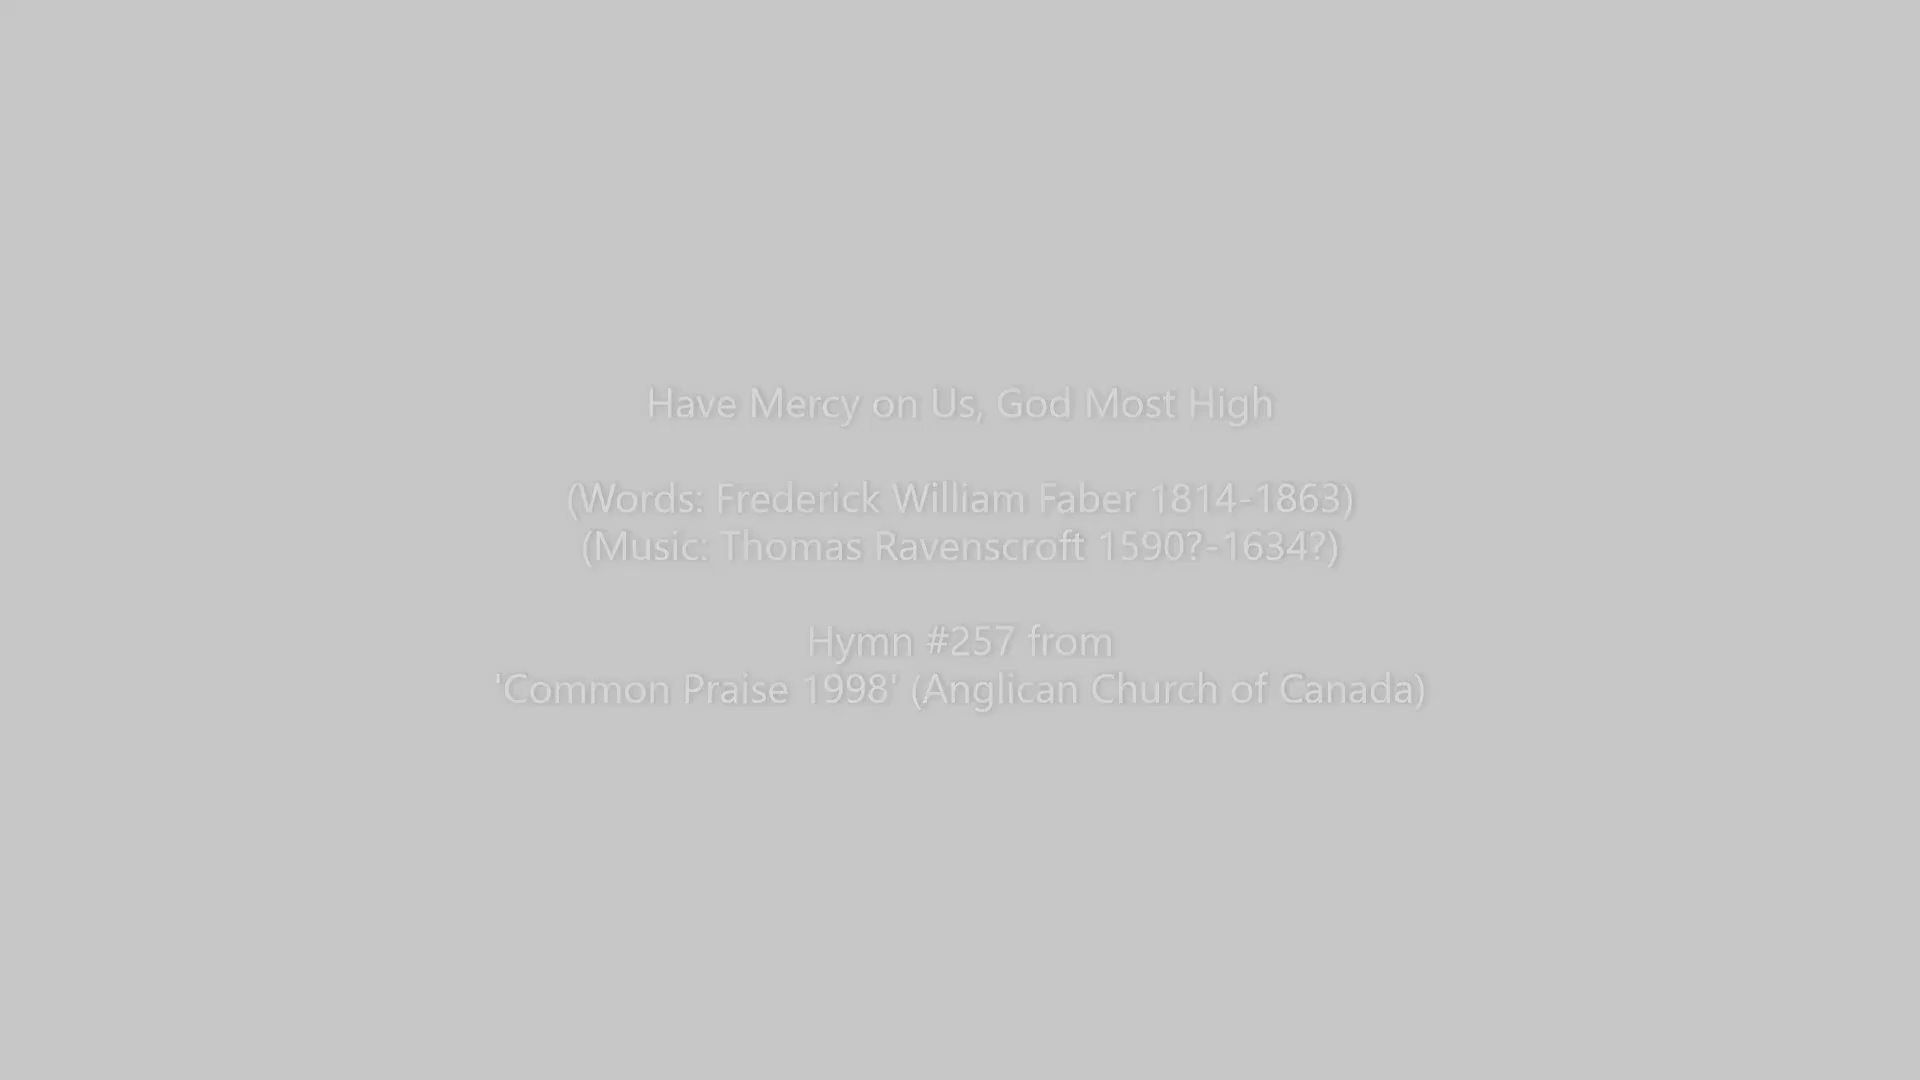 Have Mercy on Us, God Most High
(Words: Frederick William Faber 1814-1863)
(Music: Thomas Ravenscroft 1590?-1634?)
Hymn #257 from
'Common Praise 1998' (Anglican Church of Canada)